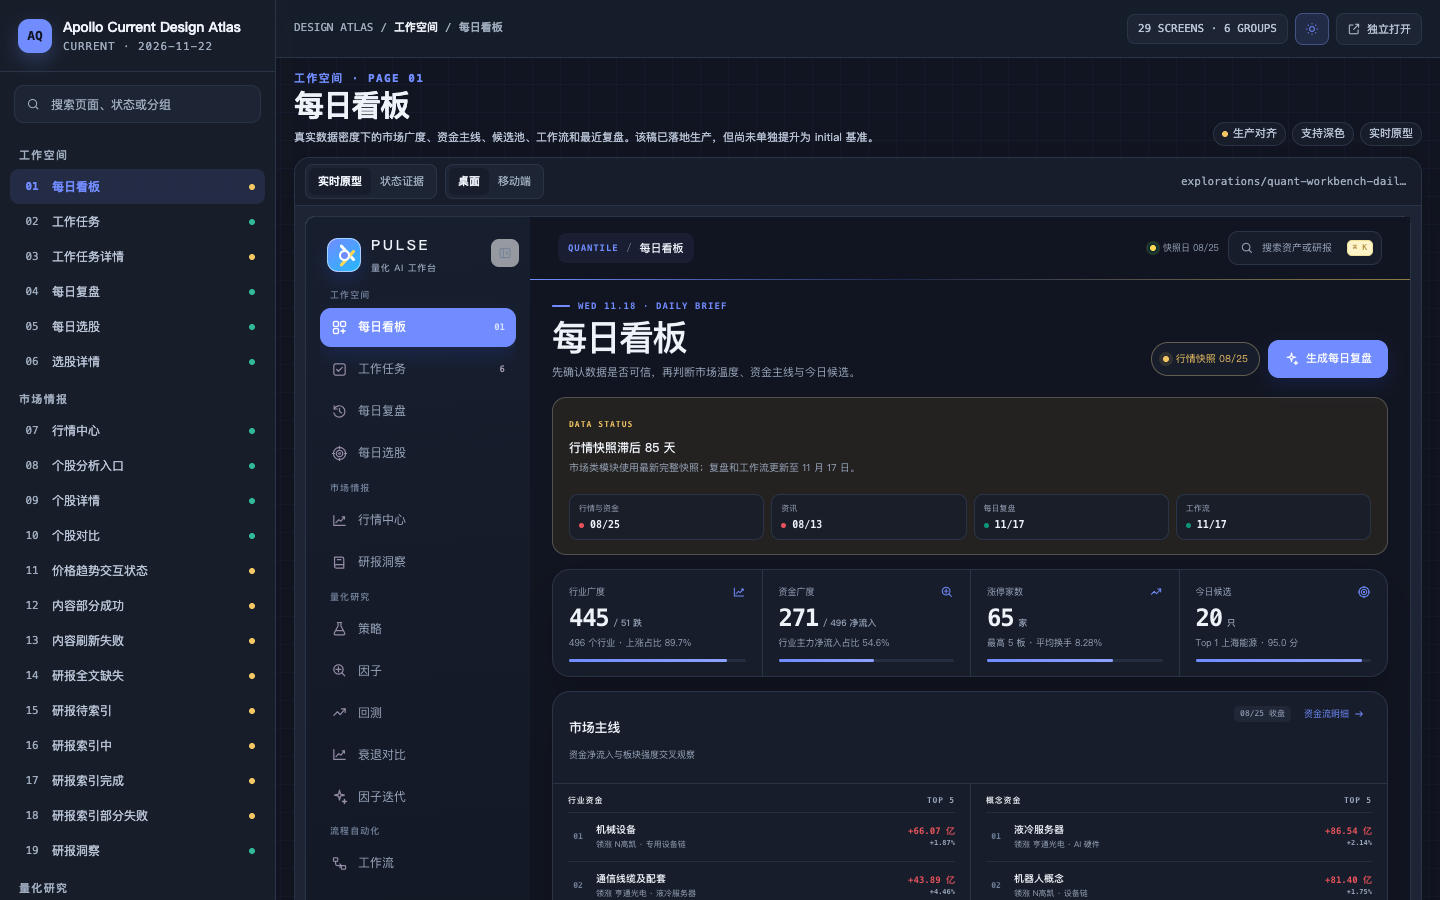 AQ
Apollo Current Design Atlas
CURRENT · 2026-11-22
搜索页面、状态或分组
工作空间
01 每日看板
02 工作任务
03 工作任务详情
04 每日复盘
05 每日选股
06 选股详情
市场情报
07 行情中心
08 个股分析入口
09 个股详情
10 个股对比
11 价格趋势交互状态
12 内容部分成功
13 内容刷新失败
14 研报全文缺失
15 研报待索引
16 研报索引中
17 研报索引完成
18 研报索引部分失败
19 研报洞察
量化研究
DESIGN ATLAS / 工作空间 / 每日看板
29 SCREENS · 6 GROUPS
独立打开
工作空间 · PAGE 01
每日看板
真实数据密度下的市场广度、资金主线、候选池、工作流和最近复盘。该稿已落地生产，但尚未单独提升为 initial 基准。
生产对齐
支持深色
实时原型
实时原型 状态证据
桌面 移动端
explorations/quant-workbench-dail…
PULSE
量化 AI 工作台
工作空间
每日看板 01
工作任务 6
每日复盘
每日选股
市场情报
行情中心
研报洞察
量化研究
策略
因子
回测
衰退对比
因子迭代
流程自动化
工作流
QUANTILE / 每日看板
快照日 08/25
搜索资产或研报 ⌘ K
WED 11.18 · DAILY BRIEF
每日看板
先确认数据是否可信，再判断市场温度、资金主线与今日候选。
行情快照 08/25
生成每日复盘
DATA STATUS
行情快照滞后 85 天
市场类模块使用最新完整快照；复盘和工作流更新至 11 月 17 日。
行情与资金
08/25
资讯
08/13
每日复盘
11/17
工作流
11/17
行业广度
445 / 51 跌
496 个行业 · 上涨占比 89.7%
资金广度
271 / 496 净流入
行业主力净流入占比 54.6%
涨停家数
65 家
最高 5 板 · 平均换手 8.28%
今日候选
20 只
Top 1 上海能源 · 95.0 分
市场主线
资金净流入与板块强度交叉观察
08/25 收盘
资金流明细 →
行业资金 TOP 5
01 机械设备 +66.07 亿
领涨 N高凯 · 专用设备链 +1.87%
02 通信线缆及配套 +43.89 亿
领涨 亨通光电 · 液冷服务器 +4.46%
概念资金 TOP 5
01 液冷服务器 +86.54 亿
领涨 亨通光电 · AI 硬件 +2.14%
02 机器人概念 +81.40 亿
领涨 N高凯 · 设备链 +1.75%